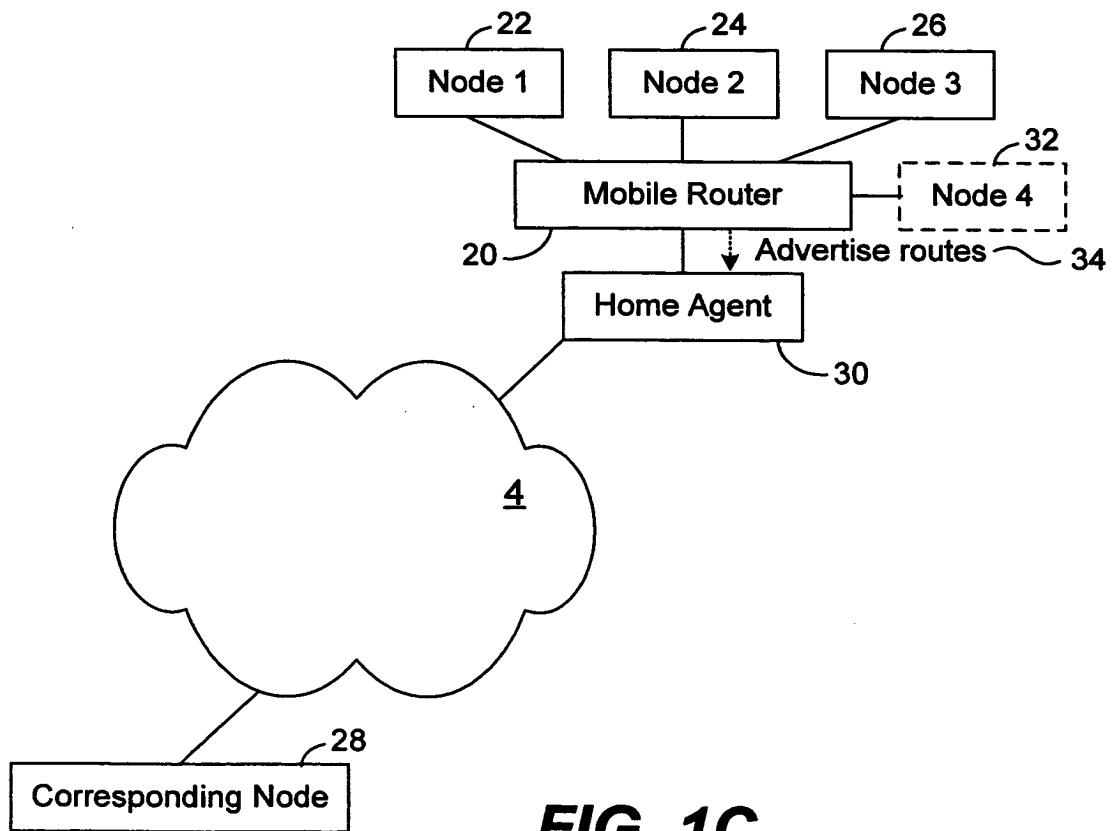 22
24
26
Node 1
Node 2
Node 3
32
Mobile Router
Node 4
20
Advertise routes
34
Home Agent
30
4
28
Corresponding Node
FIG. 1C